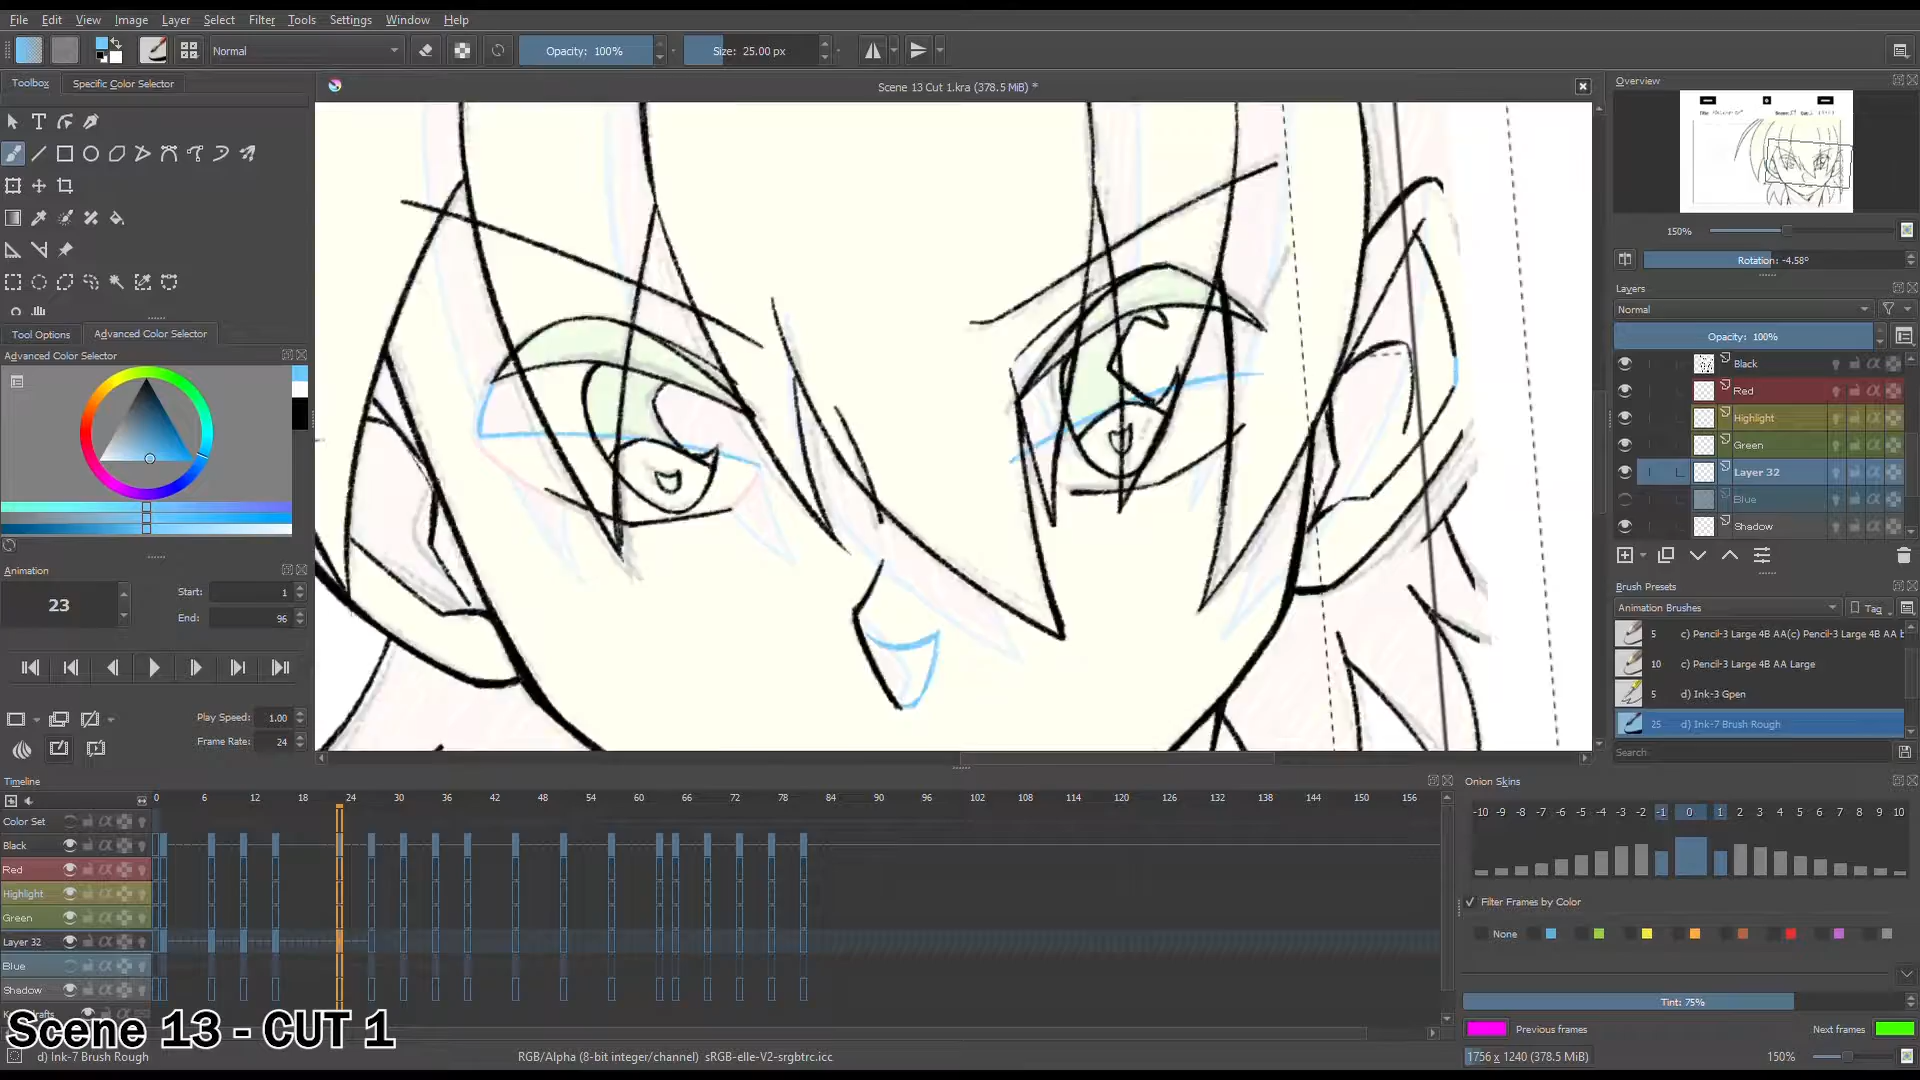 File Edit View Image Layer Select Filter Tools Settings Window Help
Normal Opacity: 100% Size: 25.00 px
Toolbox Specific Color Selector
Scene 13 Cut 1.kra (378.5 MiB) *
Overview
150%
Rotation: -4.58°
Layers
Normal
Opacity: 100%
Black
Red
Highlight
Green
Layer 32
Blue
Shadow
Tool Options Advanced Color Selector
Advanced Color Selector
Animation
23
Start: 1
End: 96
Play Speed: 1.00
Frame Rate: 24
Brush Presets
Animation Brushes Tag
5 c) Pencil-3 Large 4B AA(c) Pencil-3 Large 4B AA b
10 c) Pencil-3 Large 4B AA Large
5 d) Ink-3 Gpen
25 d) Ink-7 Brush Rough
Search
Timeline
0 6 12 18 24 30 36 42 48 54 60 66 72 78 84 90 96 102 108 114 120 126 132 138 144 150 156
Color Set
Black
Red
Highlight
Green
Layer 32
Blue
Shadow
Onion Skins
-10 -9 -8 -7 -6 -5 -4 -3 -2 -1 0 1 2 3 4 5 6 7 8 9 10
Filter Frames by Color
None
Tint: 75%
Previous frames Next frames
Scene 13 - CUT 1
d) Ink-7 Brush Rough
RGB/Alpha (8-bit integer/channel) sRGB-elle-V2-srgbtrc.icc
1756 x 1240 (378.5 MiB)
150%